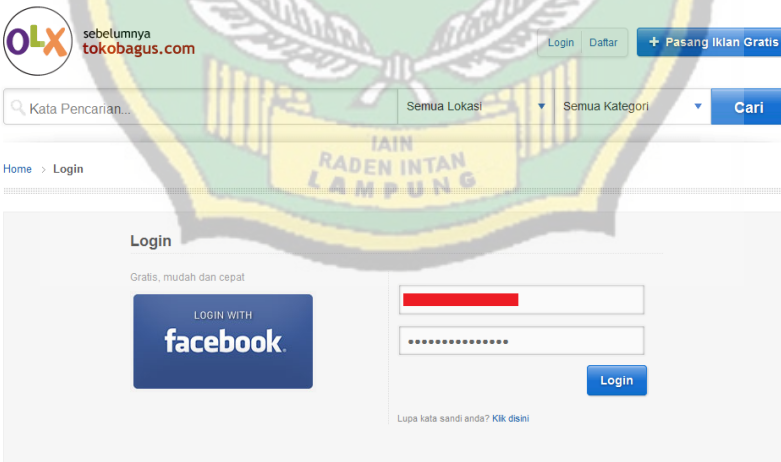 OLX
sebelumnya
tokobagus.com
Login Daftar + Pasang Iklan Gratis
Kata Pencarian... Semua Lokasi Semua Kategori Cari
IAIN
RADEN INTAN
LAMPUNG
Home > Login
Login
Gratis, mudah dan cepat
LOGIN WITH
facebook.
Login
Lupa kata sandi anda? Klik disini